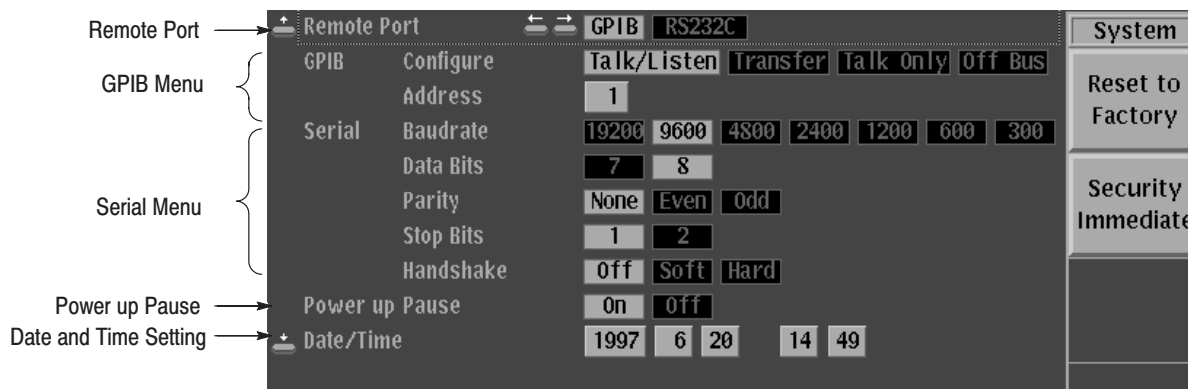 Remote Port
GPIB Menu
Serial Menu
Power up Pause
Date and Time Setting
Remote Port GPIB RS232C
GPIB Configure Talk/Listen Transfer Talk Only Off Bus
Address 1
Serial Baudrate 19200 9600 4800 2400 1200 600 300
Data Bits 7 8
Parity None Even Odd
Stop Bits 1 2
Handshake Off Soft Hard
Power up Pause On Off
Date/Time 1997 6 20 14 49
System
Reset to
Factory
Security
Immediate